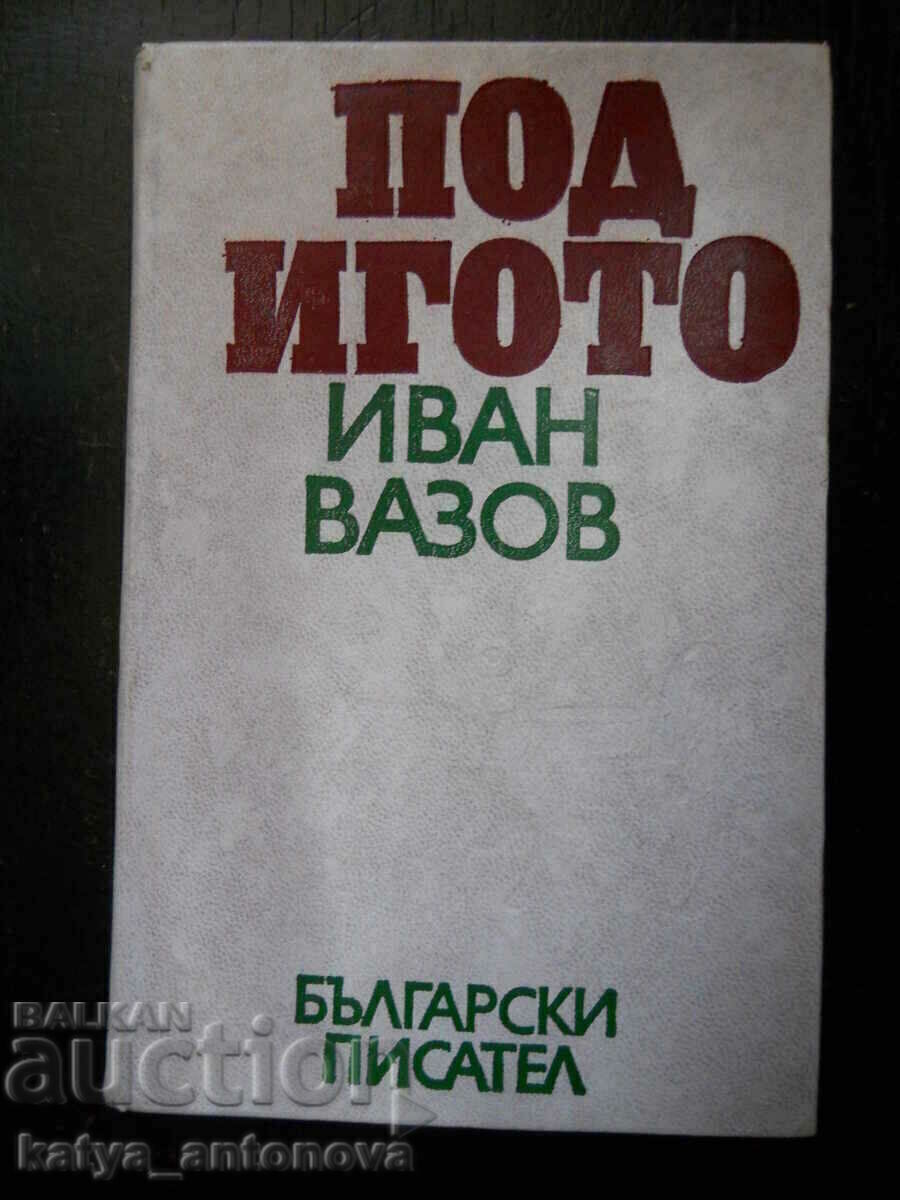 ПОД
ИГОТО
ИВАН
ВАЗОВ
БЪЛГАРСКИ
ПИСАТЕЛ
BALKAN
auction
katya_antonova